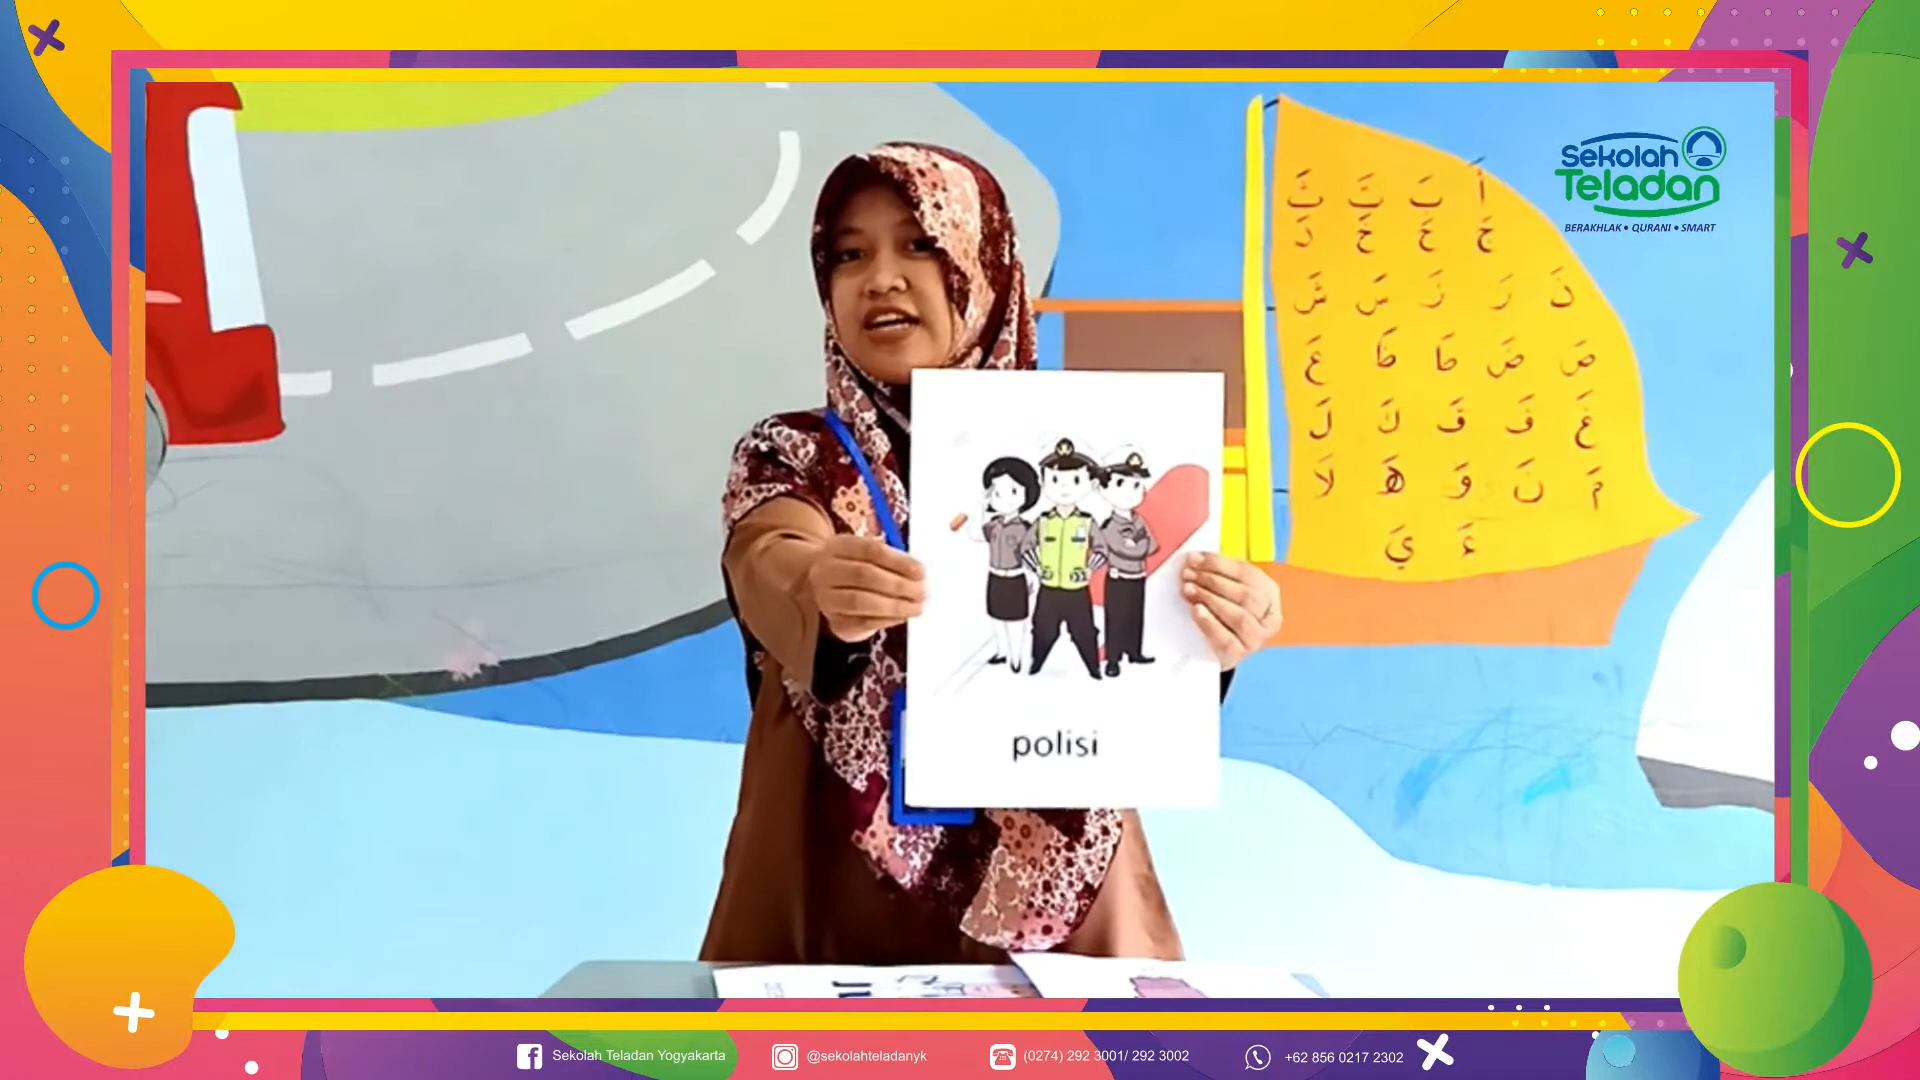 Sekolah
Teladan
BERAKHLAK • QURANI • SMART
أَ بَ تَ ثَ
جَ حَ خَ دَ
ذَ رَ زَ سَ شَ
صَ ضَ طَ ظَ عَ
غَ فَ قَ كَ لَ
مَ نَ وَ هَ لَا
ءَ يَ
polisi
Sekolah Teladan Yogyakarta
@sekolahteladanyk
(0274) 292 3001/ 292 3002
+62 856 0217 2302